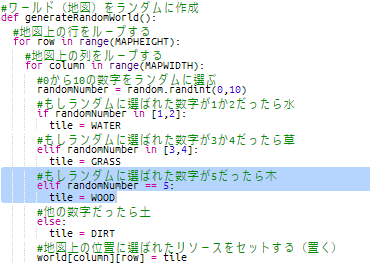 #ワールド（地図）をランダムに作成
def generateRandomWorld():
#地図上の行をループする
for row in range(MAPHEIGHT):
#地図上の列をループする
for column in range(MAPWIDTH):
#0から10の数字をランダムに選ぶ
randomNumber = random.randint(0,10)
#もしランダムに選ばれた数字が1か2だったら水
if randomNumber in [1,2]:
tile = WATER
#もしランダムに選ばれた数字が3か4だったら草
elif randomNumber in [3,4]:
tile = GRASS
#もしランダムに選ばれた数字が5だったら木
elif randomNumber == 5:
tile = WOOD
#他の数字だったら土
else:
tile = DIRT
#地図上の位置に選ばれたリソースをセットする（置く）
world[column][row] = tile